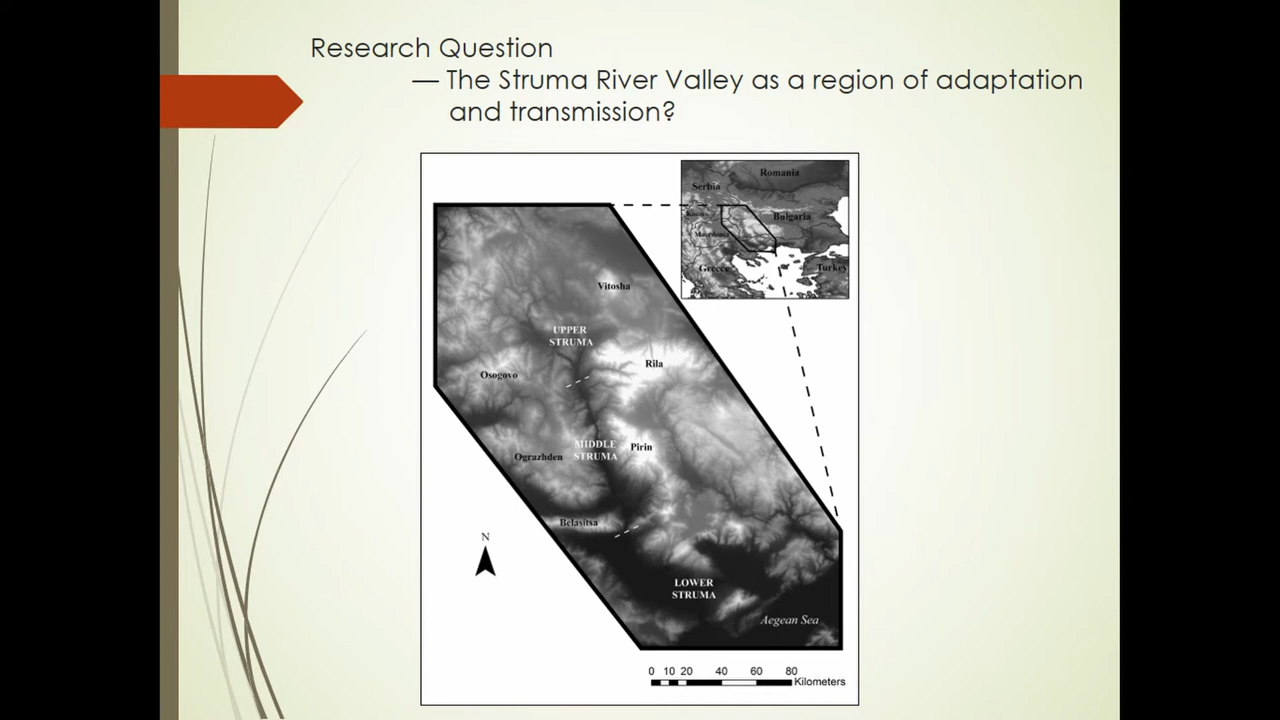 Research Question
— The Struma River Valley as a region of adaptation
and transmission?
Romania
Serbia
Kosovo
Bulgaria
Macedonia
Greece
Turkey
Vitosha
UPPER
STRUMA
Rila
Osogovo
MIDDLE
STRUMA
Pirin
Ograzhden
Belasitsa
N
LOWER
STRUMA
Aegean Sea
0 10 20 40 60 80
Kilometers